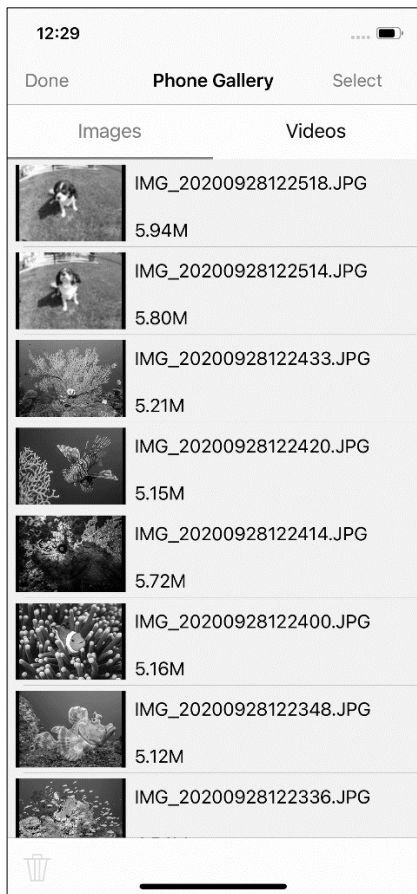 12:29
Done Phone Gallery Select
Images Videos
IMG_20200928122518.JPG
5.94M
IMG_20200928122514.JPG
5.80M
IMG_20200928122433.JPG
5.21M
IMG_20200928122420.JPG
5.15M
IMG_20200928122414.JPG
5.72M
IMG_20200928122400.JPG
5.16M
IMG_20200928122348.JPG
5.12M
IMG_20200928122336.JPG